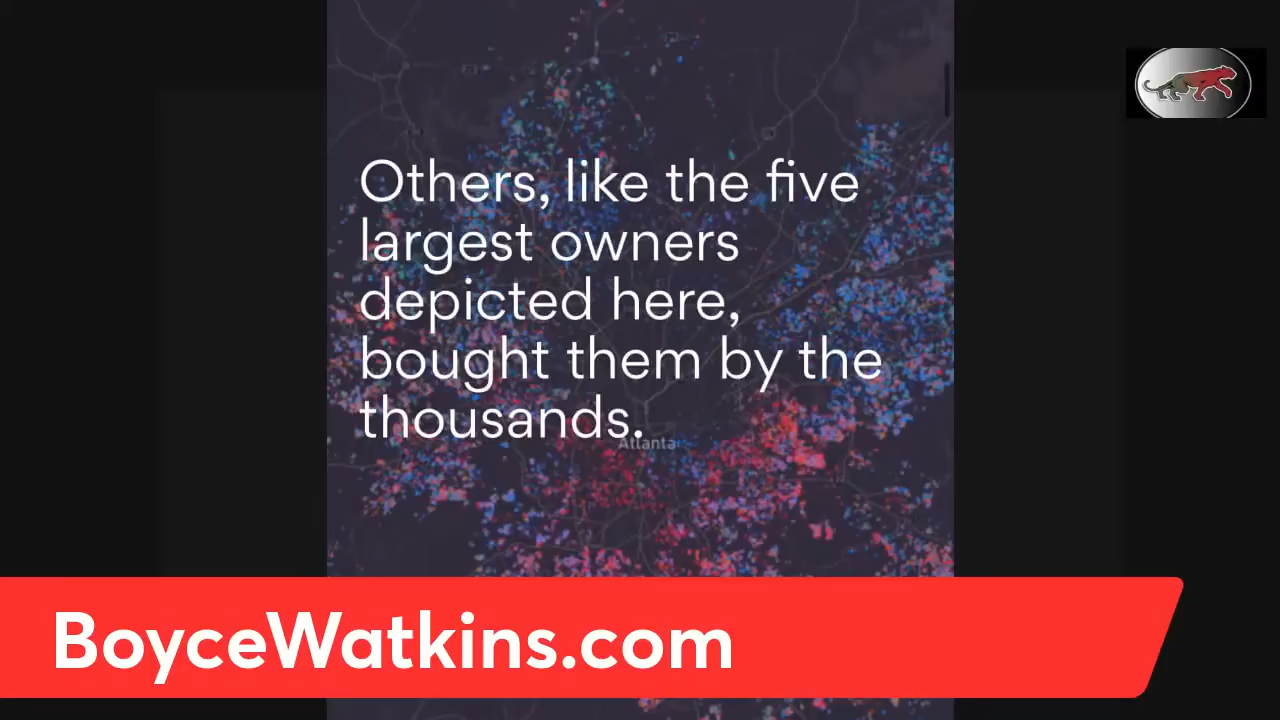 Others, like the five
largest owners
depicted here,
bought them by the
thousands.
Atlanta
BoyceWatkins.com